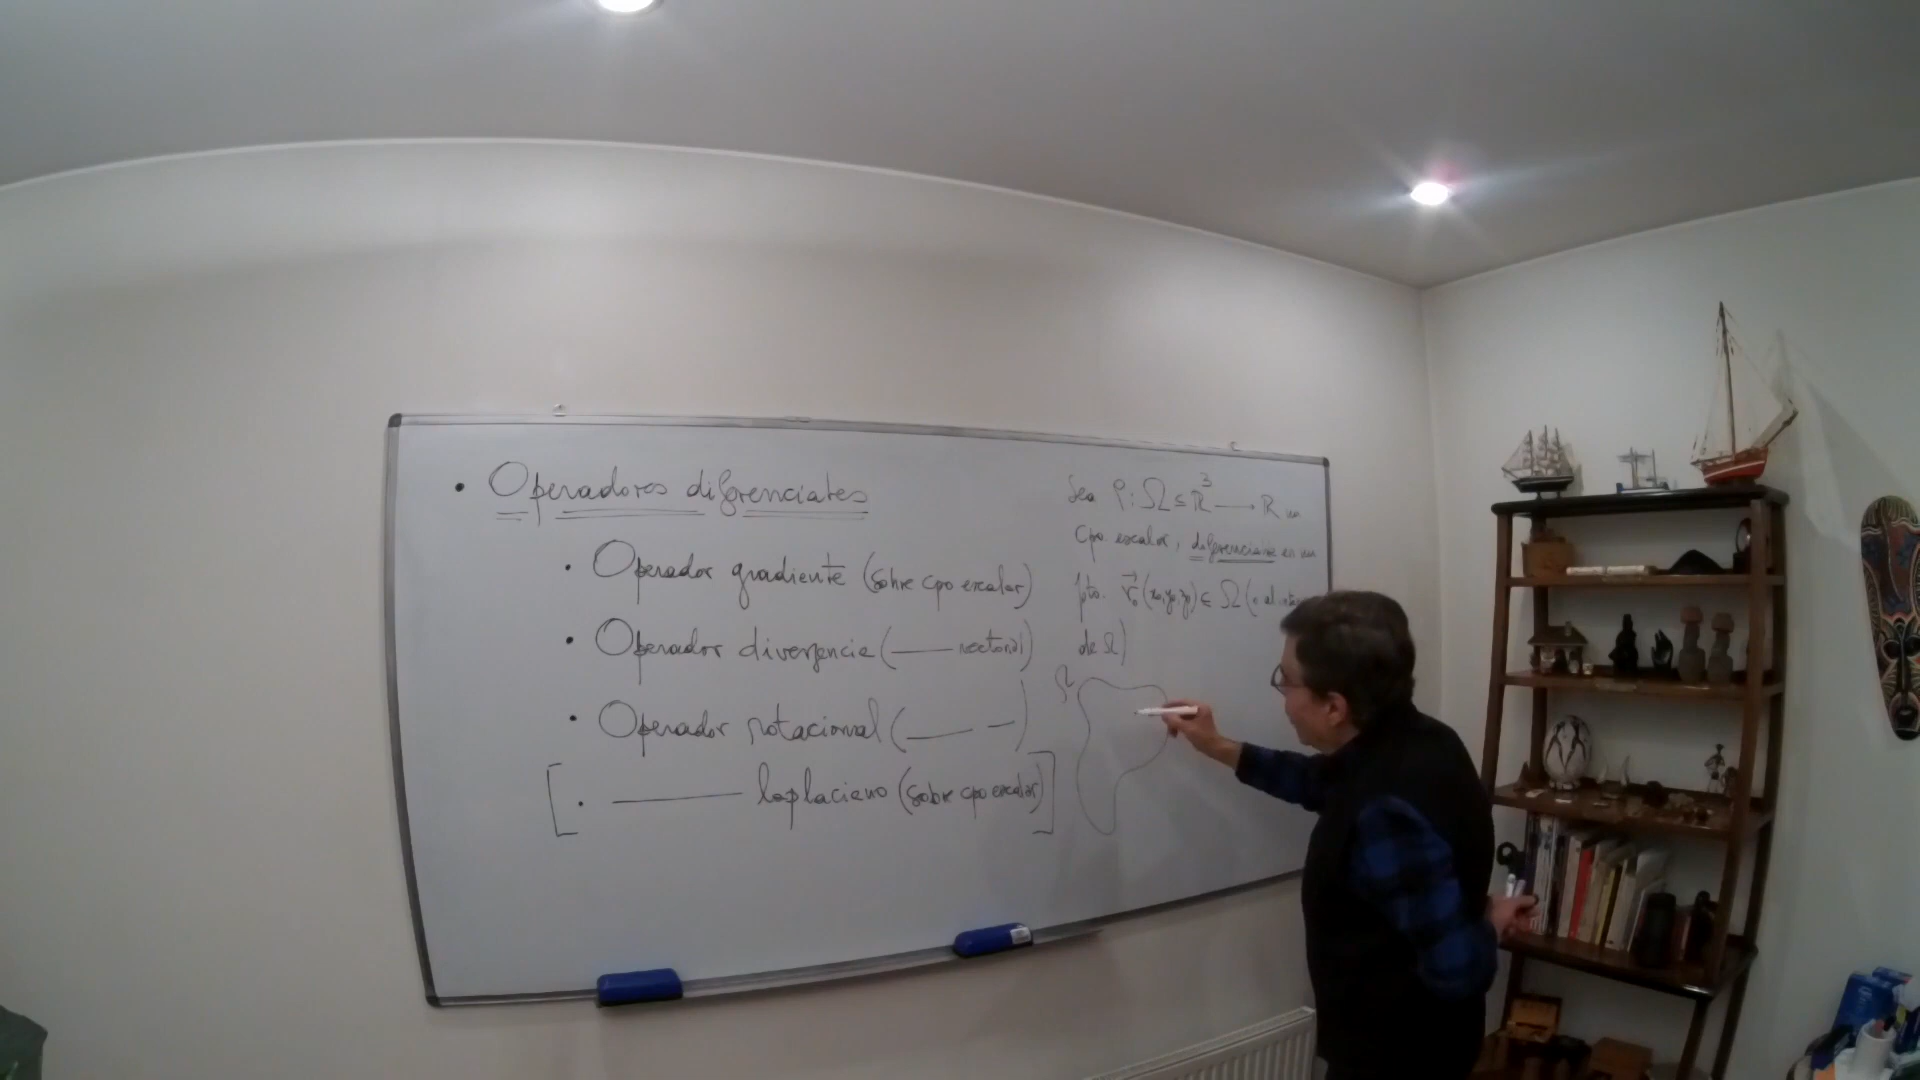 • Operadores diferenciales
• Operador gradiente (sobre cpo escalar)
• Operador divergencia (—— vectorial)
• Operador rotacional (—— —)
[• ——— laplaciano (sobre cpo escalar)]
Sea φ: Ω ⊆ ℝ³ ⟶ ℝ un
cpo. escalar, diferenciable en un
pto. r⃗₀(x₀,y₀,z₀) ∈ Ω (o al
de Ω)
Ω